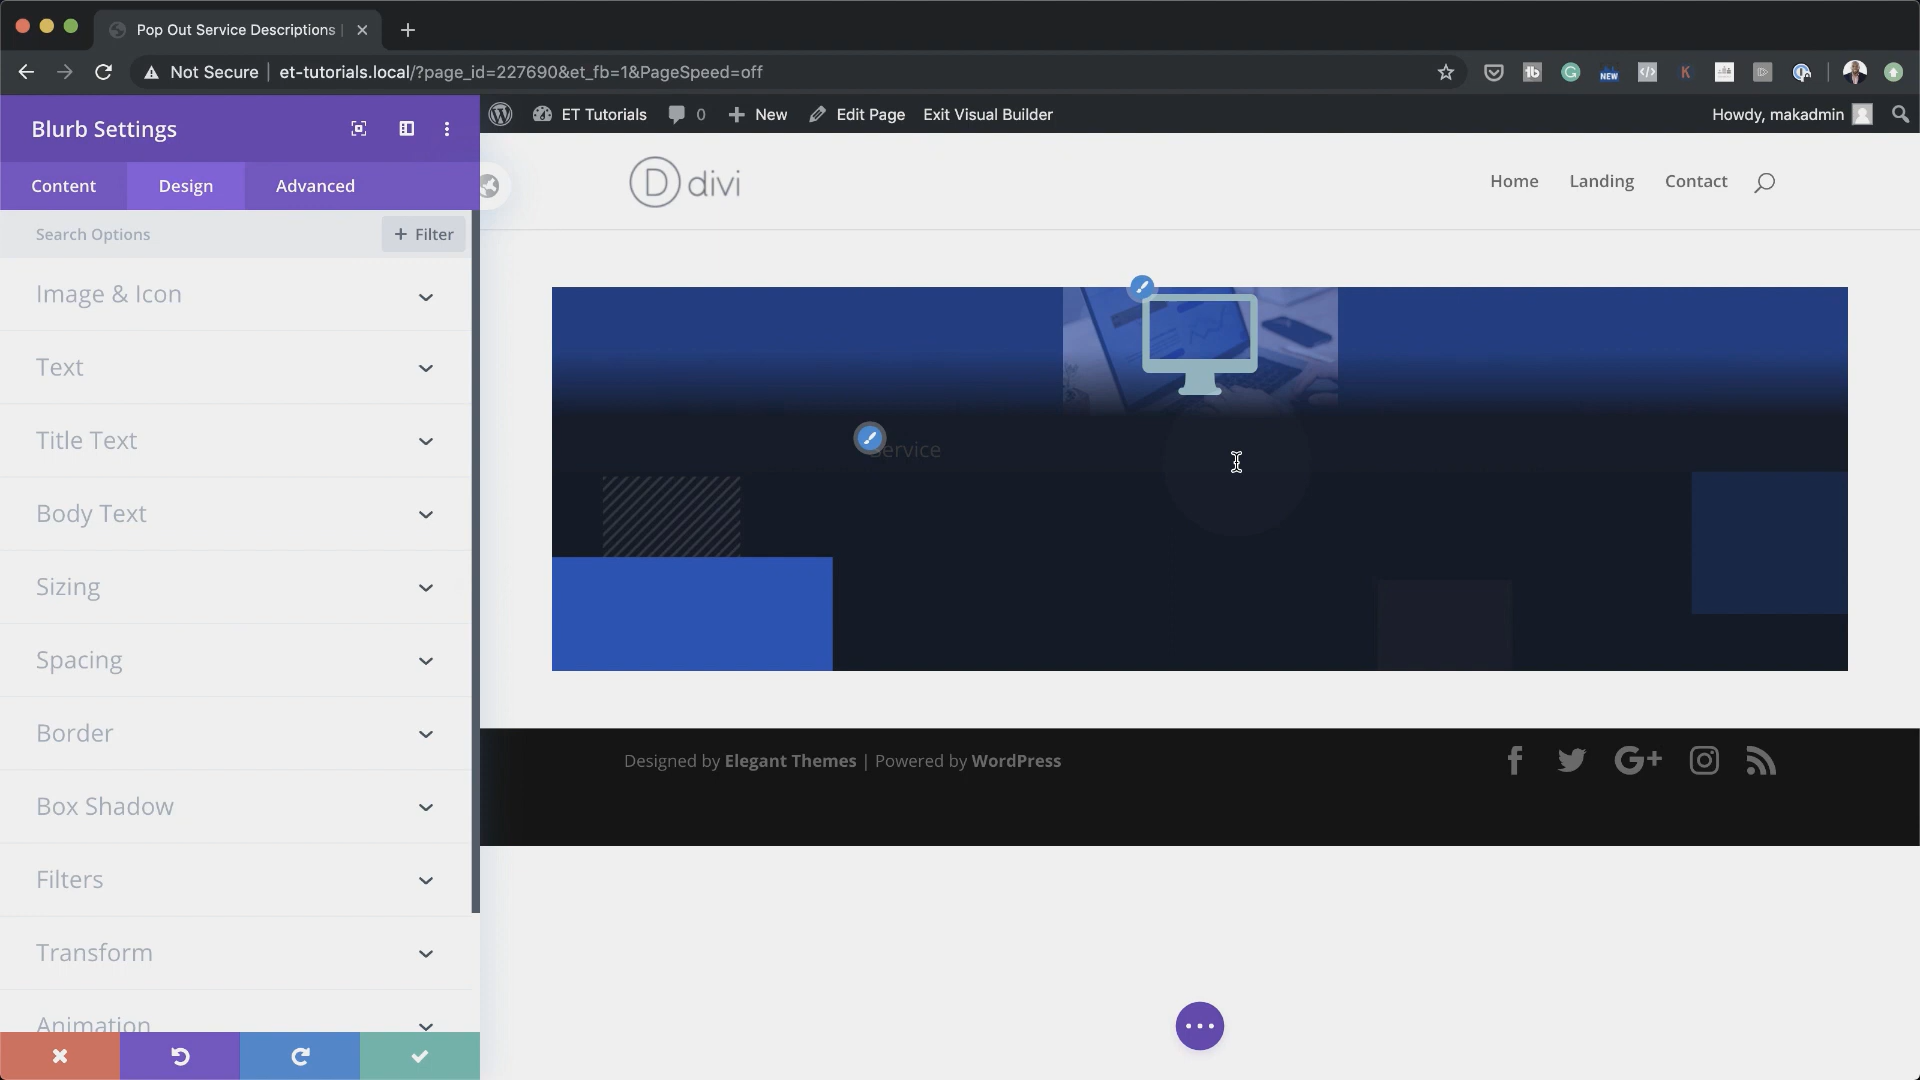 Pop Out Service Descriptions |
Not Secure | et-tutorials.local/?page_id=227690&et_fb=1&PageSpeed=off
tb
G
NEW
</>
K
Blurb Settings
Content
Design
Advanced
Search Options
+ Filter
Image & Icon
Text
Title Text
Body Text
Sizing
Spacing
Border
Box Shadow
Filters
Transform
Animation
ET Tutorials
0
New
Edit Page
Exit Visual Builder
Howdy, makadmin
D divi
Home
Landing
Contact
Service
Designed by Elegant Themes | Powered by WordPress
G+